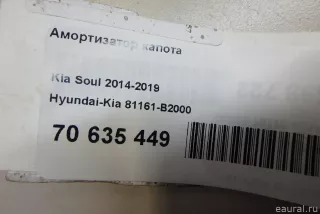 Амортизатор капота
Kia Soul 2014-2019
Hyundai-Kia 81161-B2000
70 635 449
eaural.ru